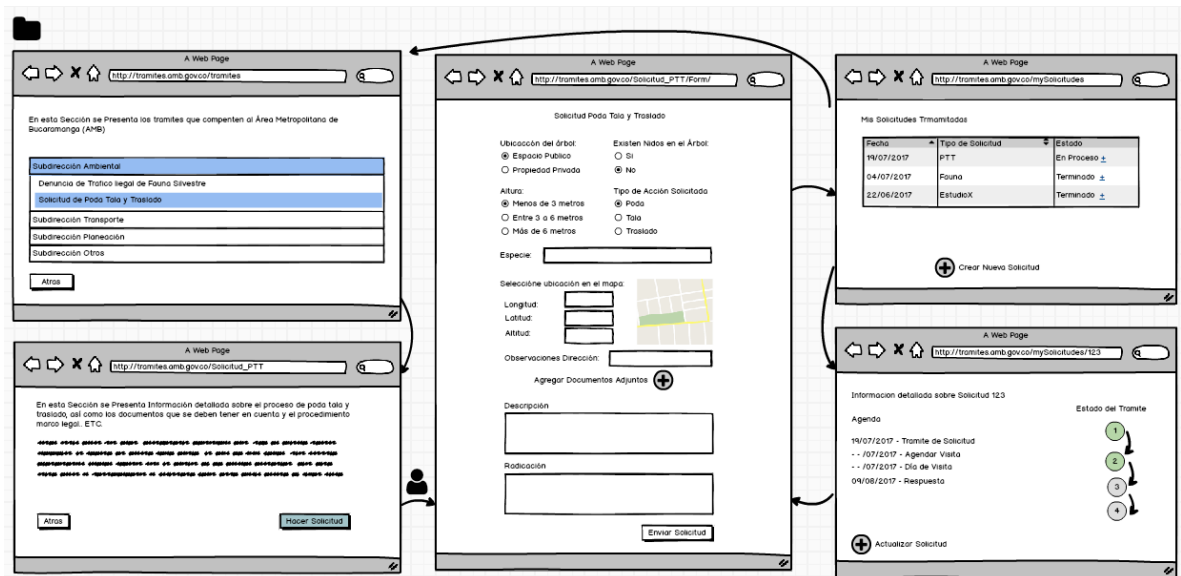 A Web Page
http://tramites.amb.gov.co/tramites
En esta Sección se Presenta los tramites que compenten al Área Metropolitana de
Bucaramanga (AMB)
Subdirección Ambiental
Denuncia de Trafico Ilegal de Fauna Silvestre
Solicitud de Poda Tala y Traslado
Subdirección Transporte
Subdirección Planeación
Subdirección Otros
Atras
A Web Page
http://tramites.amb.gov.co/Solicitud_PTT
En esta Sección se Presenta Información detallada sobre el proceso de poda tala y
traslado, así como los documentos que se deben tener en cuenta y el procedimiento
marco legal.. ETC.
Atras
Hacer Solicitud
A Web Page
http://tramites.amb.gov.co/Solicitud_PTT/Form/
Solicitud Poda Tala y Traslado
Ubicaccón del árbol:
Existen Nidos en el Árbol:
Espacio Publico
Si
Propiedad Privada
No
Altura:
Tipo de Acción Solicitada
Menos de 3 metros
Poda
Entre 3 a 6 metros
Tala
Más de 6 metros
Traslado
Especie:
Seleccióne ubicación en el mapa:
Longitud:
Latitud:
Altitud:
Observaciones Dirección:
Agregar Documentos Adjuntos
Descripción
Radicación
Enviar Solicitud
A Web Page
http://tramites.amb.gov.co/mySolicitudes
Mis Solicitudes Trmamitadas
Fecha Tipo de Solicitud Estado
19/07/2017 PTT En Proceso +
04/07/2017 Fauna Terminado +
22/06/2017 EstudioX Terminado +
Crear Nueva Solicitud
A Web Page
http://tramites.amb.gov.co/mySolicitudes/123
Informacion detallada sobre Solicitud 123
Estado del Tramite
Agenda
19/07/2017 - Tramite de Solicitud
- - /07/2017 - Agendar Visita
- - /07/2017 - Día de Visita
09/08/2017 - Respuesta
1
2
3
4
Actualizar Solicitud